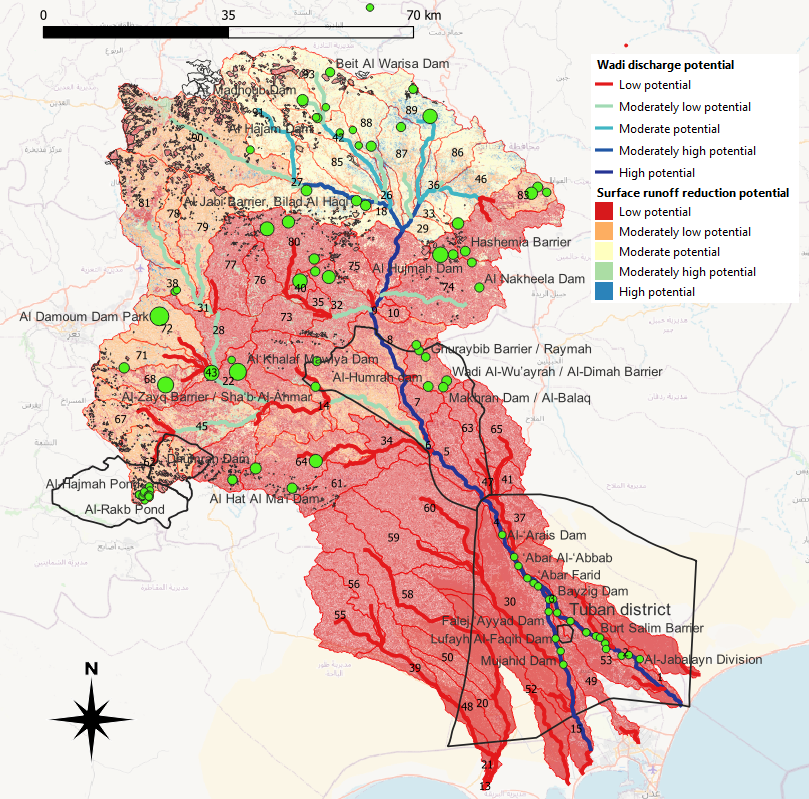 0 35 70 km
Beit Al Warisa Dam
Wadi discharge potential
Low potential
Moderately low potential
Moderate potential
Moderately high potential
High potential
Surface runoff reduction potential
Low potential
Moderately low potential
Moderate potential
Moderately high potential
High potential
Al Madhoub Dam
89
88
42
Al Hajam Dam
90
91
87
86
85
27
36
46
83
26
81
78
Al Jabi Barrier, Bilad Al Haqi
18
33
29
79
80
Hashemia Barrier
77
76
75
Al Hujmah Dam
Al Nakheela Dam
74
38
40
35
32
31
10
Al Damoum Dam Park
72
73
28
8
71
Ghuraybib Barrier / Raymah
Al Khalaf Mawiya Dam
Wadi Al-Wu'ayrah / Al-Dimah Barrier
68
43
22
Al-Humrah dam
Al-Zayq Barrier / Sha'b Al-Ahmar
Makhran Dam / Al-Balaq
14
7
67
45
63
65
34
6
5
Dhumran Dam
64
61
47
41
Al-Hajmah Pond
Al Hat Al Ma'i Dam
Al-Rakb Pond
60
4
37
Al-'Arais Dam
59
'Abar Al-'Abbab
'Abar Farid
56
58
30
Bayzig Dam
Tuban district
55
Falej/Ayyad Dam
Burt Salim Barrier
Lufayh Al-Faqih Dam
50
Mujahid Dam
53
2
Al-Jabalayn Division
39
N
52
49
1
48
20
15
21
13